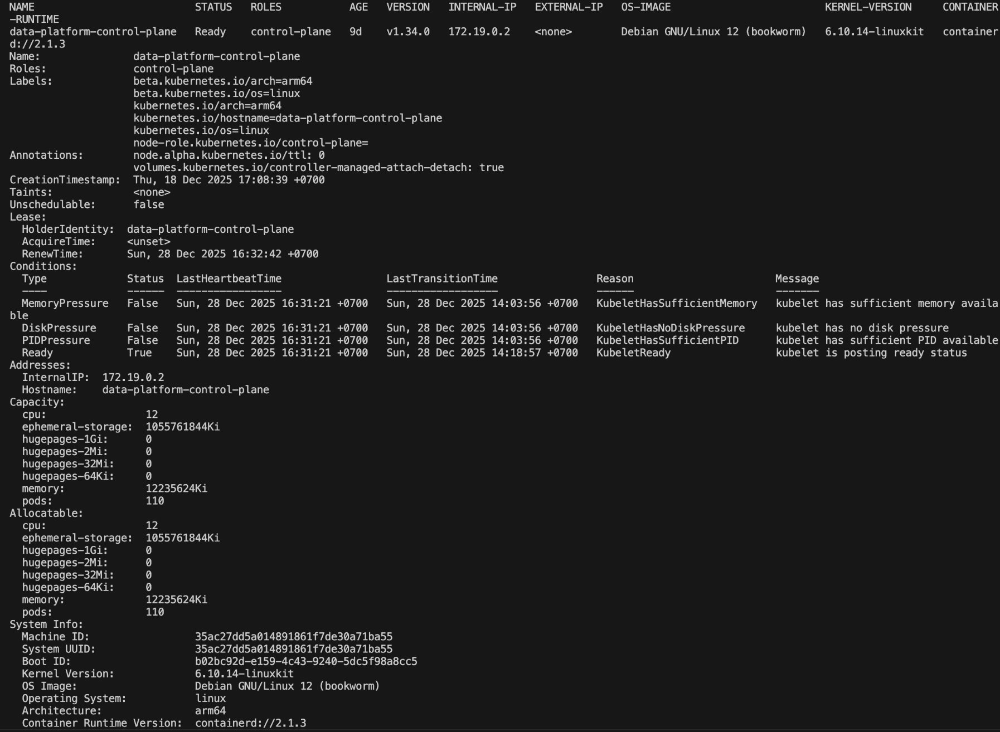 NAME                          STATUS   ROLES           AGE   VERSION   INTERNAL-IP   EXTERNAL-IP   OS-IMAGE                         KERNEL-VERSION     CONTAINER
-RUNTIME
data-platform-control-plane   Ready    control-plane   9d    v1.34.0   172.19.0.2    <none>        Debian GNU/Linux 12 (bookworm)   6.10.14-linuxkit   container
d://2.1.3
Name:               data-platform-control-plane
Roles:              control-plane
Labels:             beta.kubernetes.io/arch=arm64
                    beta.kubernetes.io/os=linux
                    kubernetes.io/arch=arm64
                    kubernetes.io/hostname=data-platform-control-plane
                    kubernetes.io/os=linux
                    node-role.kubernetes.io/control-plane=
Annotations:        node.alpha.kubernetes.io/ttl: 0
                    volumes.kubernetes.io/controller-managed-attach-detach: true
CreationTimestamp:  Thu, 18 Dec 2025 17:08:39 +0700
Taints:             <none>
Unschedulable:      false
Lease:
  HolderIdentity:  data-platform-control-plane
  AcquireTime:     <unset>
  RenewTime:       Sun, 28 Dec 2025 16:32:42 +0700
Conditions:
  Type             Status  LastHeartbeatTime                 LastTransitionTime                Reason                       Message
  ----             ------  -----------------                 ------------------                ------                       -------
  MemoryPressure   False   Sun, 28 Dec 2025 16:31:21 +0700   Sun, 28 Dec 2025 14:03:56 +0700   KubeletHasSufficientMemory   kubelet has sufficient memory availa
ble
  DiskPressure     False   Sun, 28 Dec 2025 16:31:21 +0700   Sun, 28 Dec 2025 14:03:56 +0700   KubeletHasNoDiskPressure     kubelet has no disk pressure
  PIDPressure      False   Sun, 28 Dec 2025 16:31:21 +0700   Sun, 28 Dec 2025 14:03:56 +0700   KubeletHasSufficientPID      kubelet has sufficient PID available
  Ready            True    Sun, 28 Dec 2025 16:31:21 +0700   Sun, 28 Dec 2025 14:18:57 +0700   KubeletReady                 kubelet is posting ready status
Addresses:
  InternalIP:  172.19.0.2
  Hostname:    data-platform-control-plane
Capacity:
  cpu:                12
  ephemeral-storage:  1055761844Ki
  hugepages-1Gi:      0
  hugepages-2Mi:      0
  hugepages-32Mi:     0
  hugepages-64Ki:     0
  memory:             12235624Ki
  pods:               110
Allocatable:
  cpu:                12
  ephemeral-storage:  1055761844Ki
  hugepages-1Gi:      0
  hugepages-2Mi:      0
  hugepages-32Mi:     0
  hugepages-64Ki:     0
  memory:             12235624Ki
  pods:               110
System Info:
  Machine ID:                 35ac27dd5a014891861f7de30a71ba55
  System UUID:                35ac27dd5a014891861f7de30a71ba55
  Boot ID:                    b02bc92d-e159-4c43-9240-5dc5f98a8cc5
  Kernel Version:             6.10.14-linuxkit
  OS Image:                   Debian GNU/Linux 12 (bookworm)
  Operating System:           linux
  Architecture:               arm64
  Container Runtime Version:  containerd://2.1.3